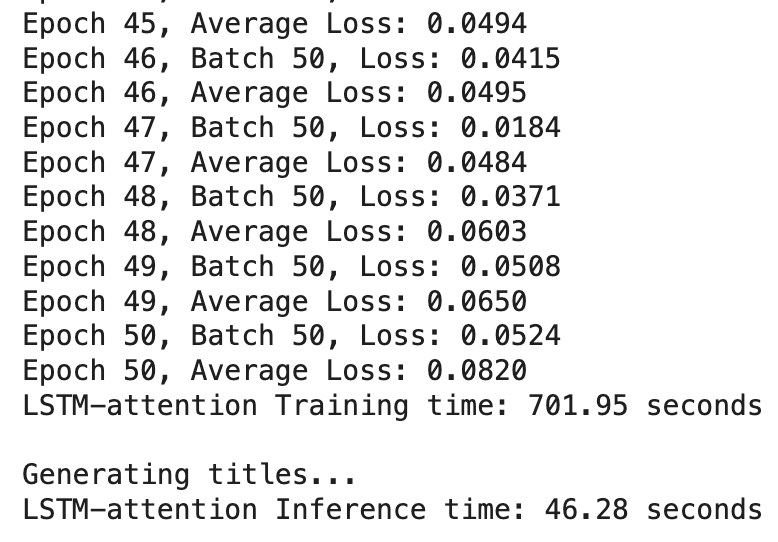 Epoch 45, Average Loss: 0.0494
Epoch 46, Batch 50, Loss: 0.0415
Epoch 46, Average Loss: 0.0495
Epoch 47, Batch 50, Loss: 0.0184
Epoch 47, Average Loss: 0.0484
Epoch 48, Batch 50, Loss: 0.0371
Epoch 48, Average Loss: 0.0603
Epoch 49, Batch 50, Loss: 0.0508
Epoch 49, Average Loss: 0.0650
Epoch 50, Batch 50, Loss: 0.0524
Epoch 50, Average Loss: 0.0820
LSTM-attention Training time: 701.95 seconds
Generating titles...
LSTM-attention Inference time: 46.28 seconds